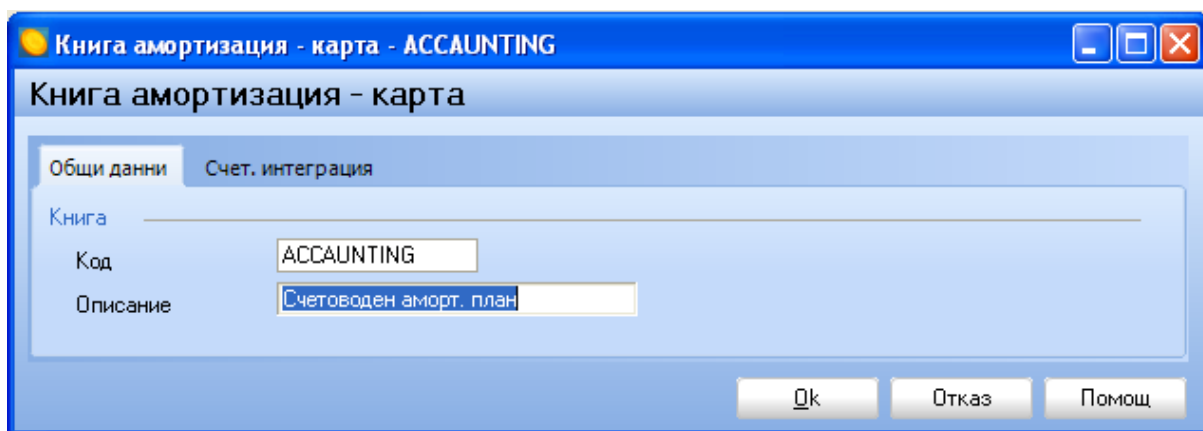 Книга амортизация - карта - ACCAUNTING
Книга амортизация - карта
Общи данни Счет. интеграция
Книга
Код ACCAUNTING
Описание Счетоводен аморт. план
Ok Отказ Помощ